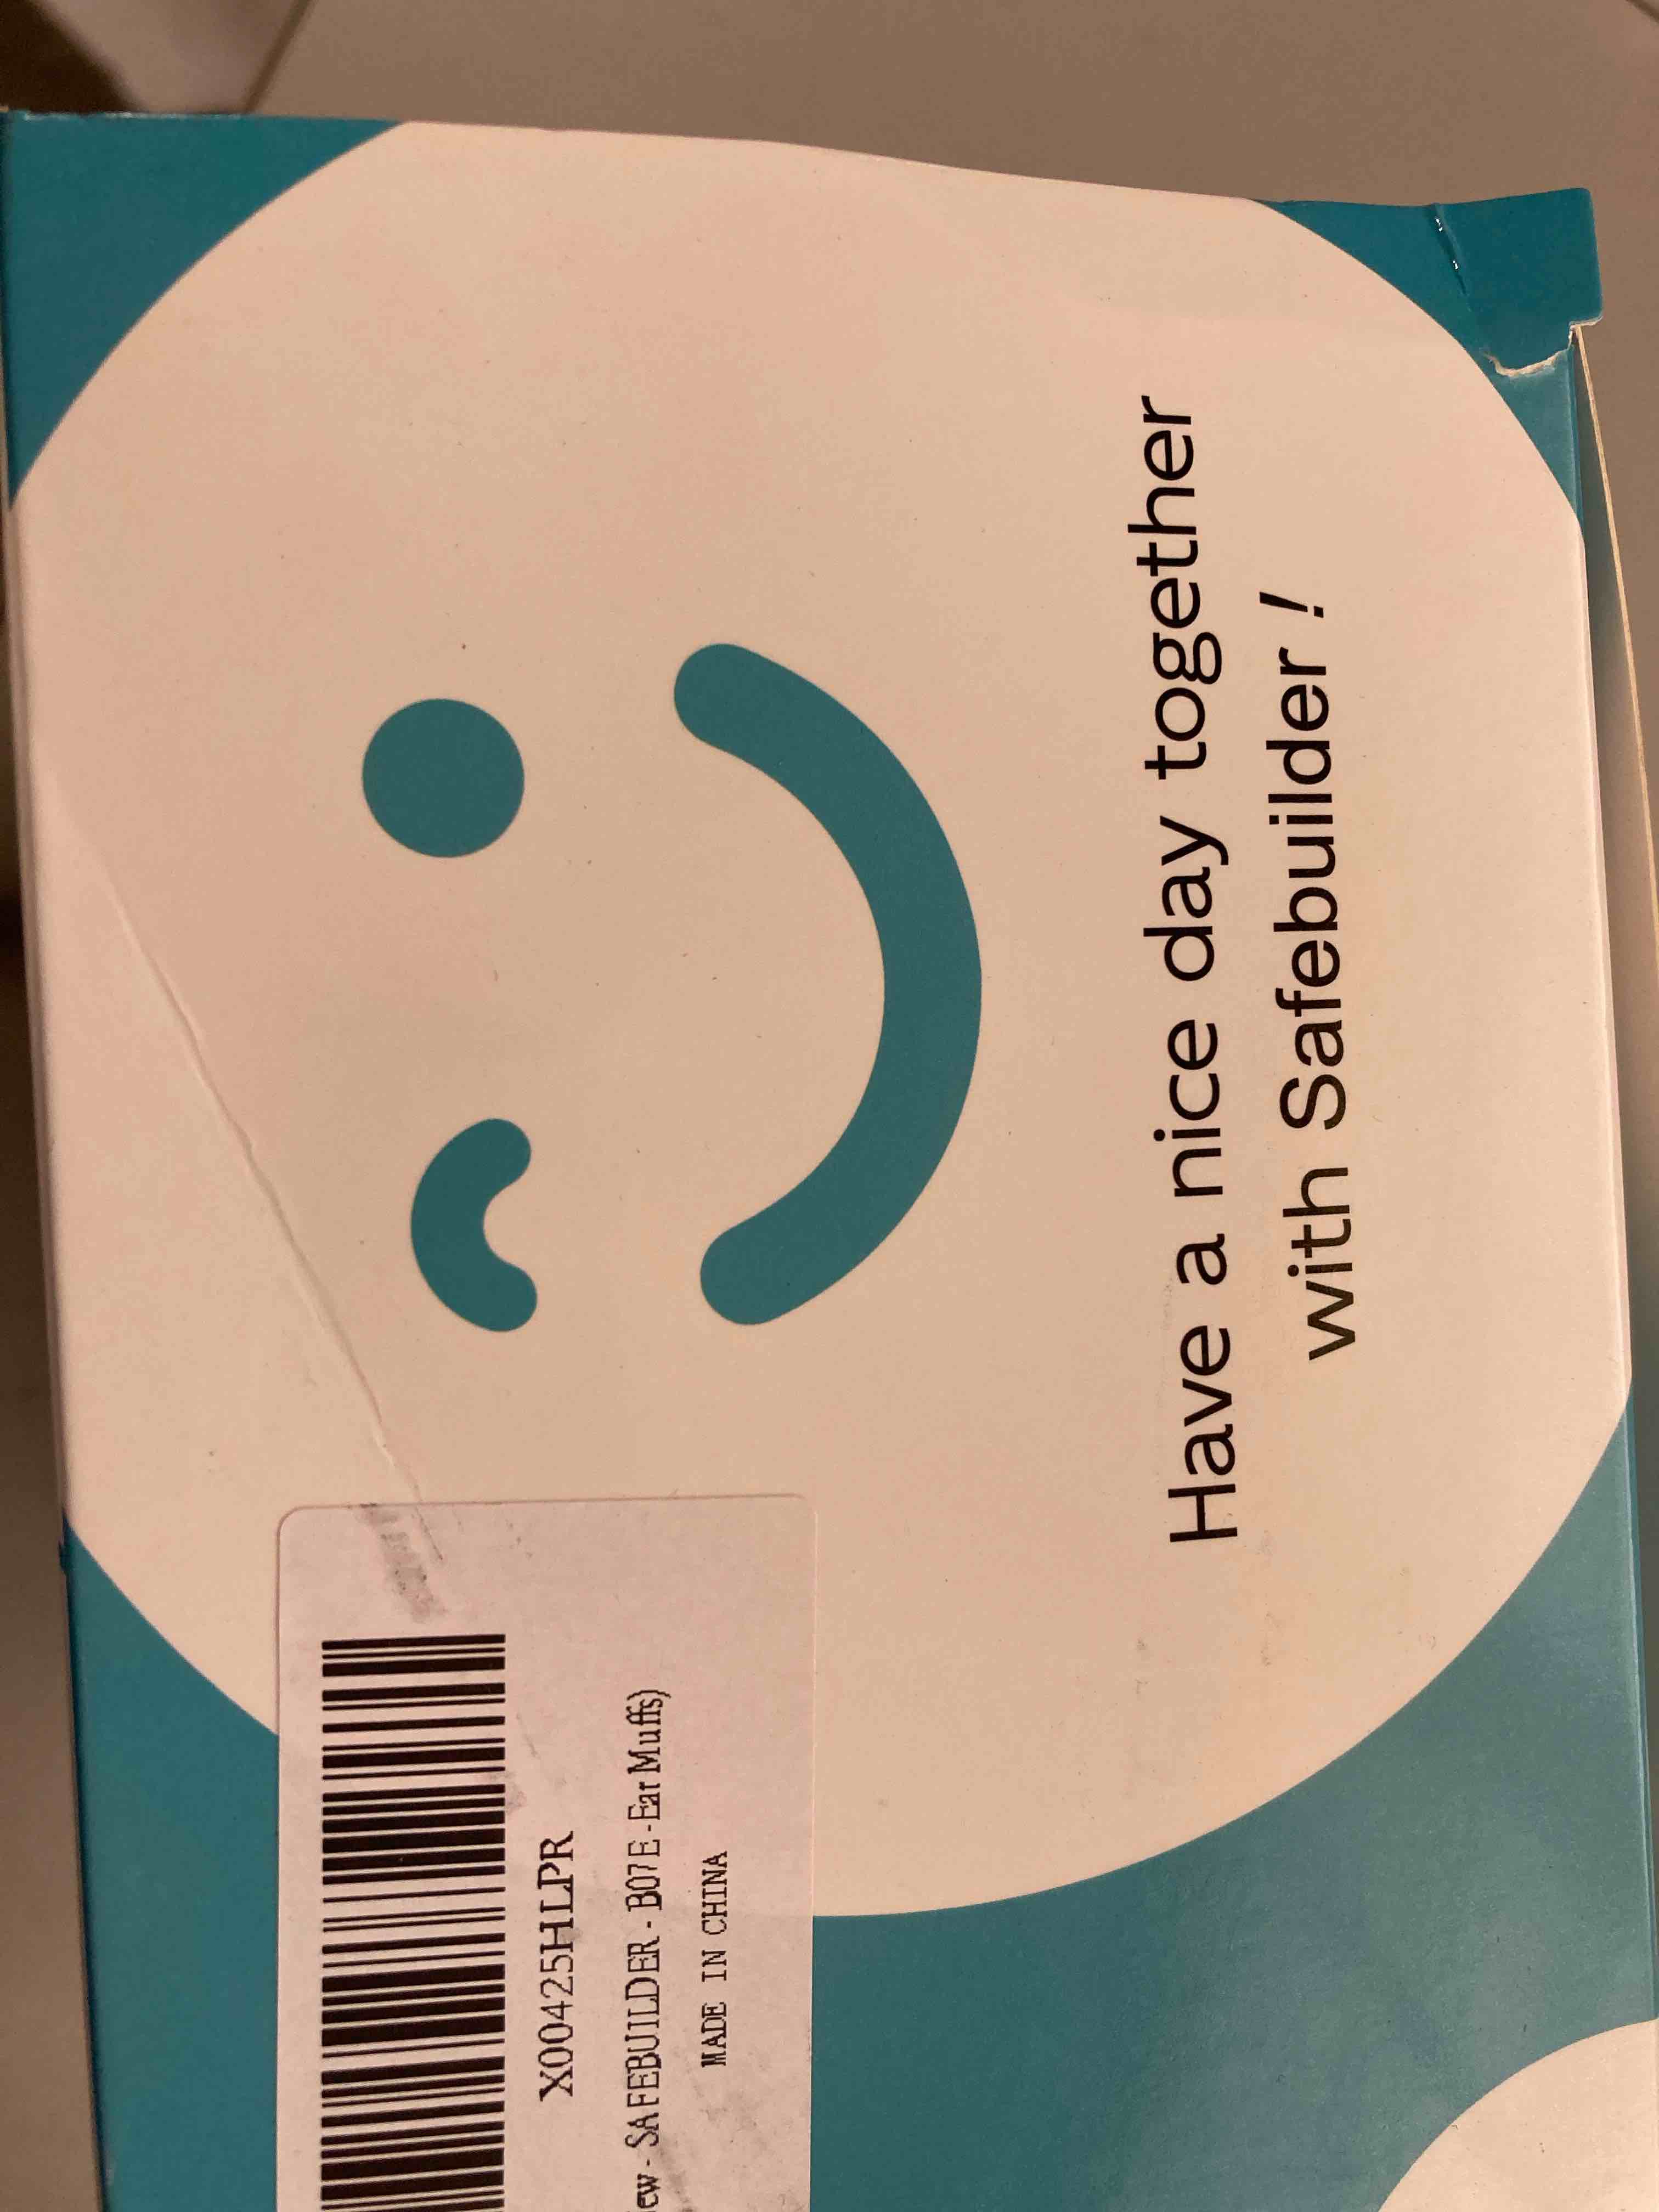 Have a nice day together
with Safebuilder !
X00425HLPR
- SAFEBUILDER - B07E - Ear Muffs)
MADE IN CHINA